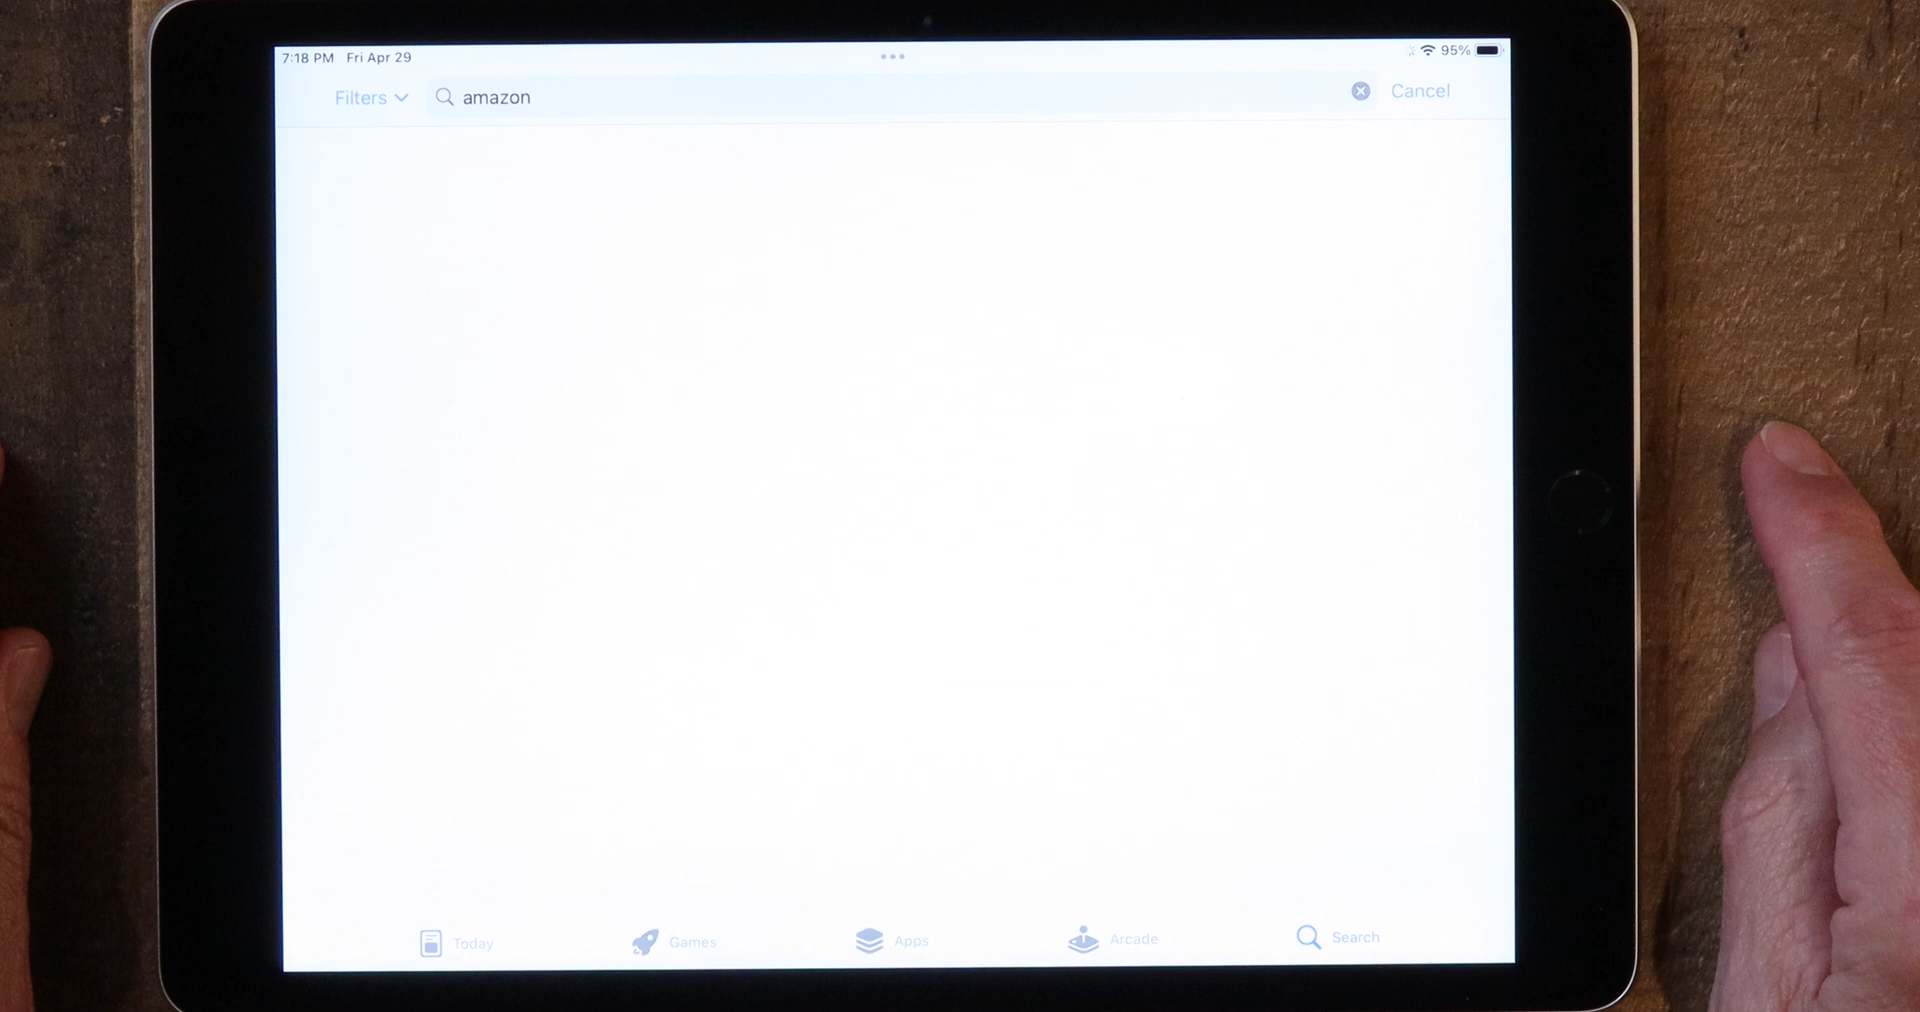 7:18 PM Fri Apr 29
95%
Filters
amazon
Cancel
Today
Games
Apps
Arcade
Search